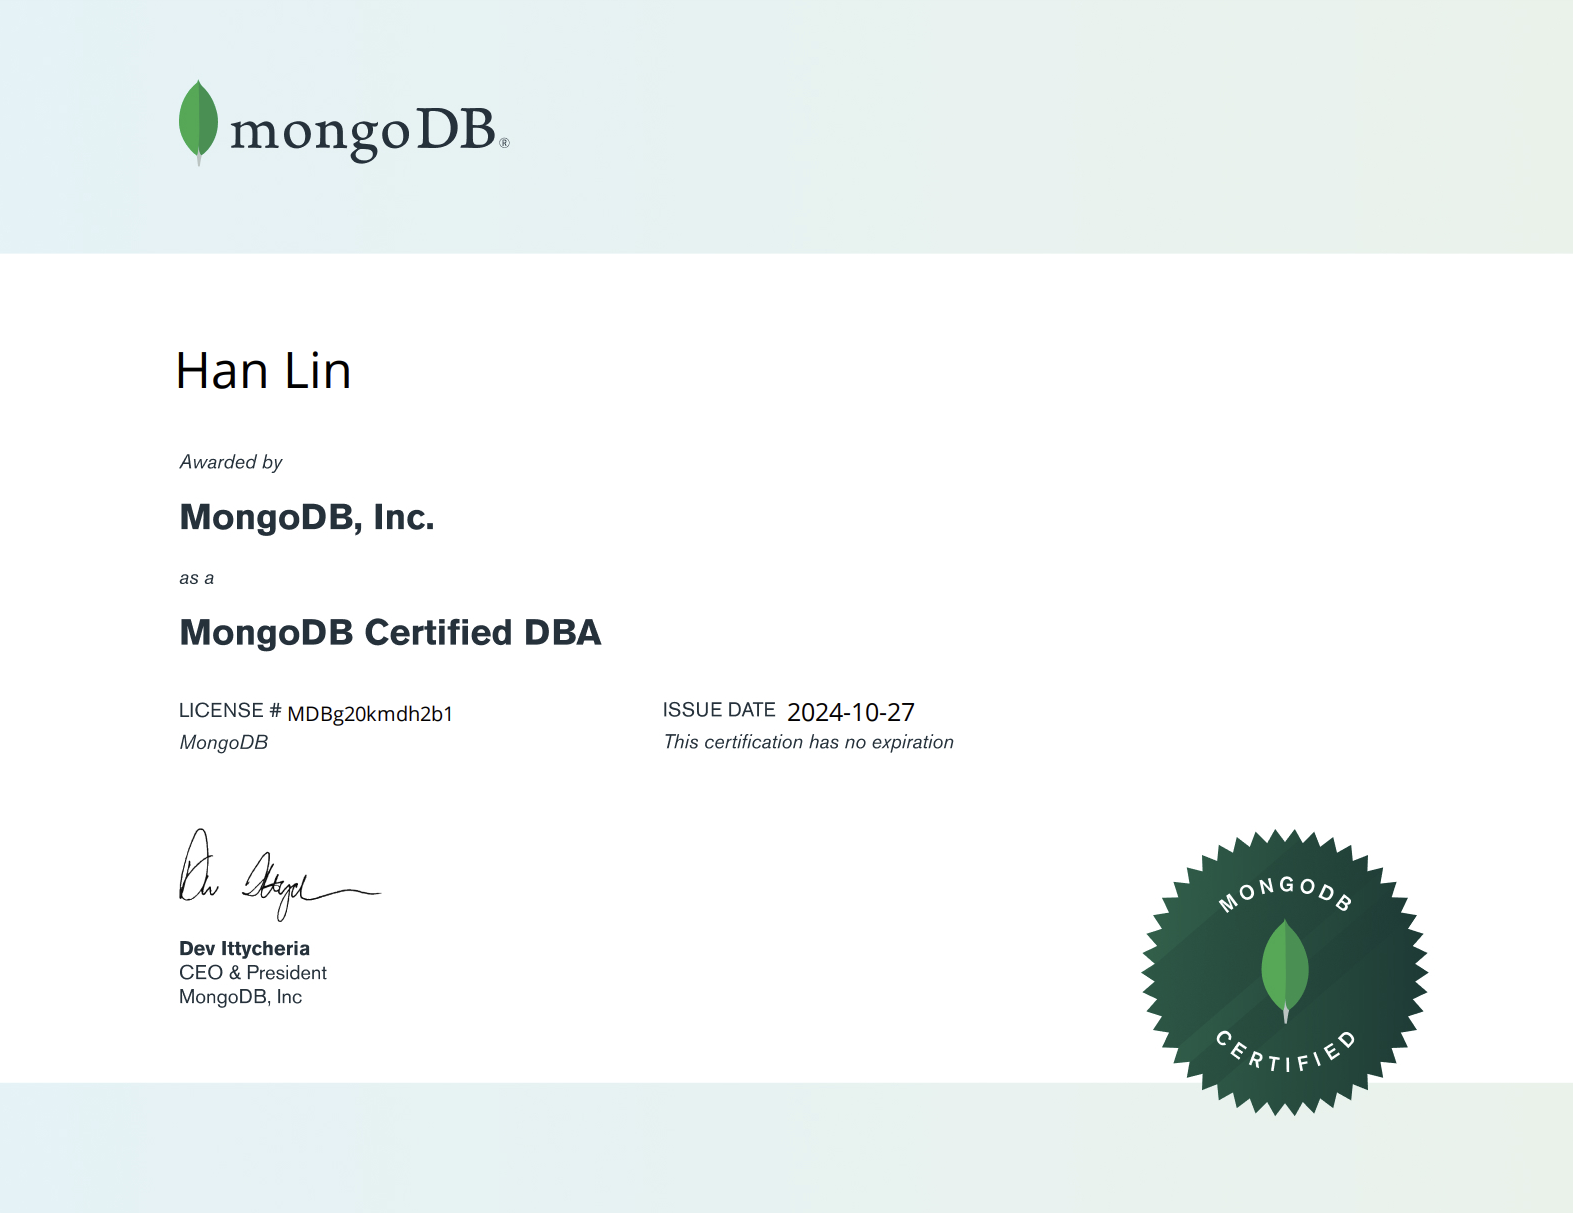 mongoDB®
Han Lin
Awarded by
MongoDB, Inc.
as a
MongoDB Certified DBA
LICENSE # MDBg20kmdh2b1
MongoDB
ISSUE DATE 2024-10-27
This certification has no expiration
Dev Ittycheria
CEO & President
MongoDB, Inc
MONGODB
CERTIFIED